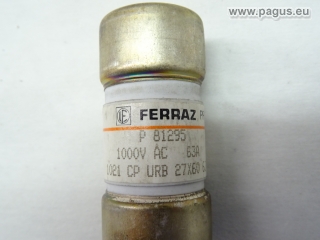 www.pagus.eu
FERRAZ
P 81295
1000V AC 63A
CP URB 27X60